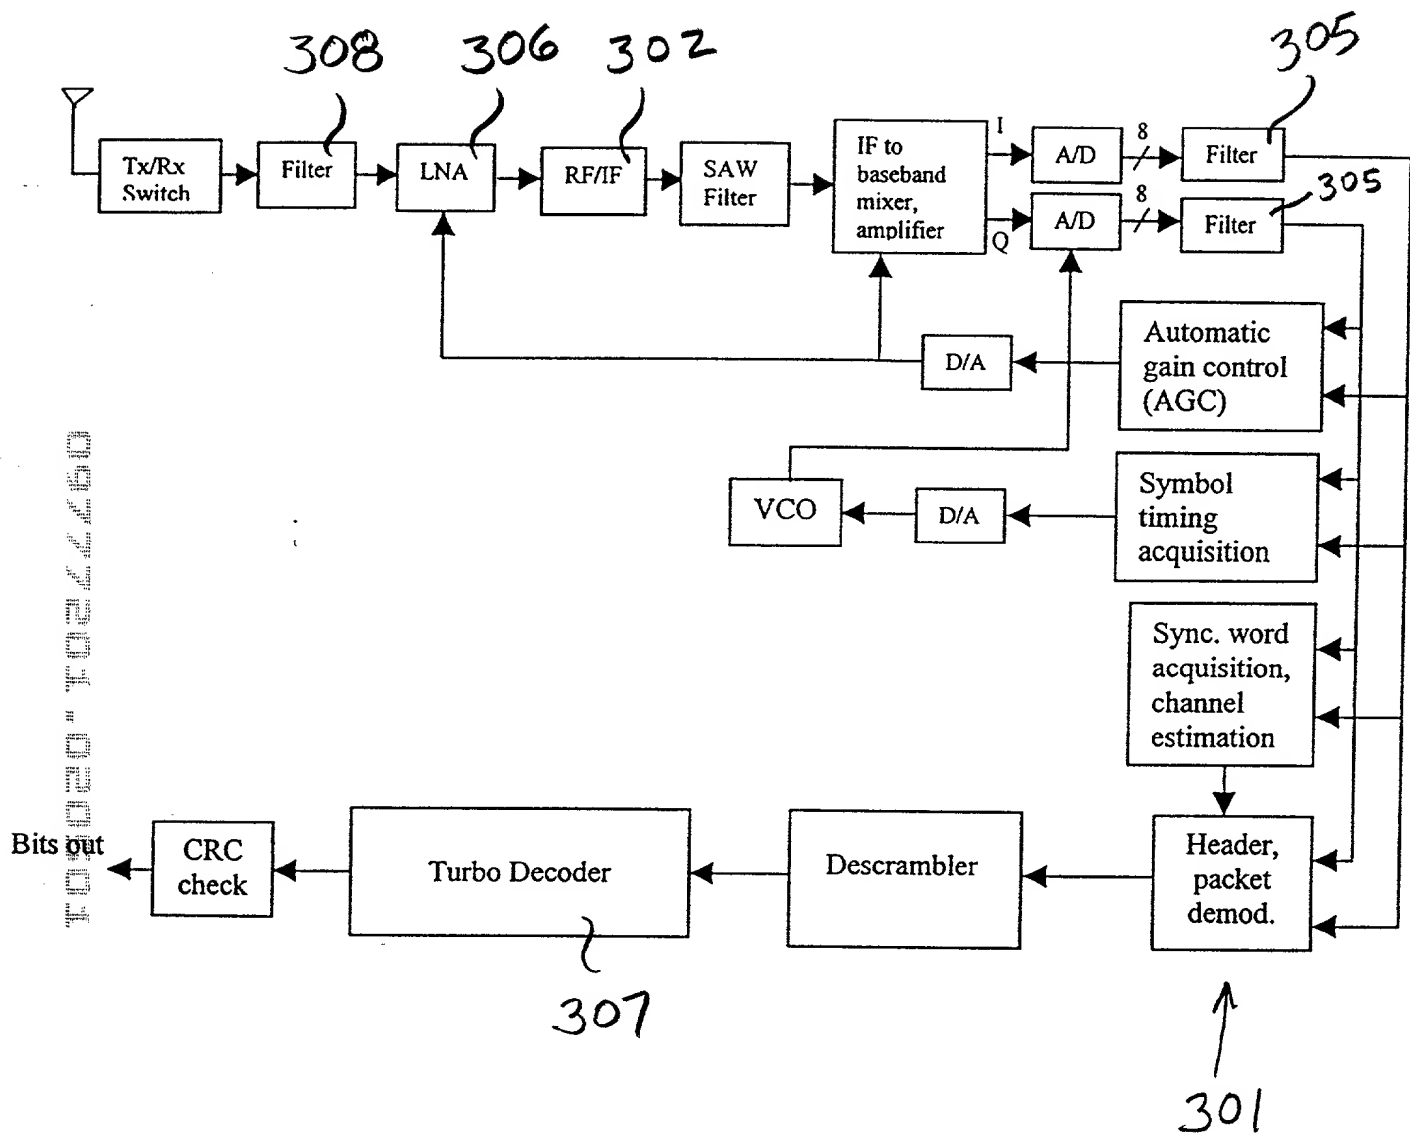 308
306
302
305
Tx/Rx
Switch
Filter
LNA
RF/IF
SAW
Filter
IF to
baseband
mixer,
amplifier
I
Q
A/D
8
Filter
A/D
8
Filter
305
Automatic
gain control
(AGC)
D/A
Symbol
timing
acquisition
D/A
VCO
Sync. word
acquisition,
channel
estimation
Header,
packet
demod.
Descrambler
Turbo Decoder
CRC
check
Bits out
307
301